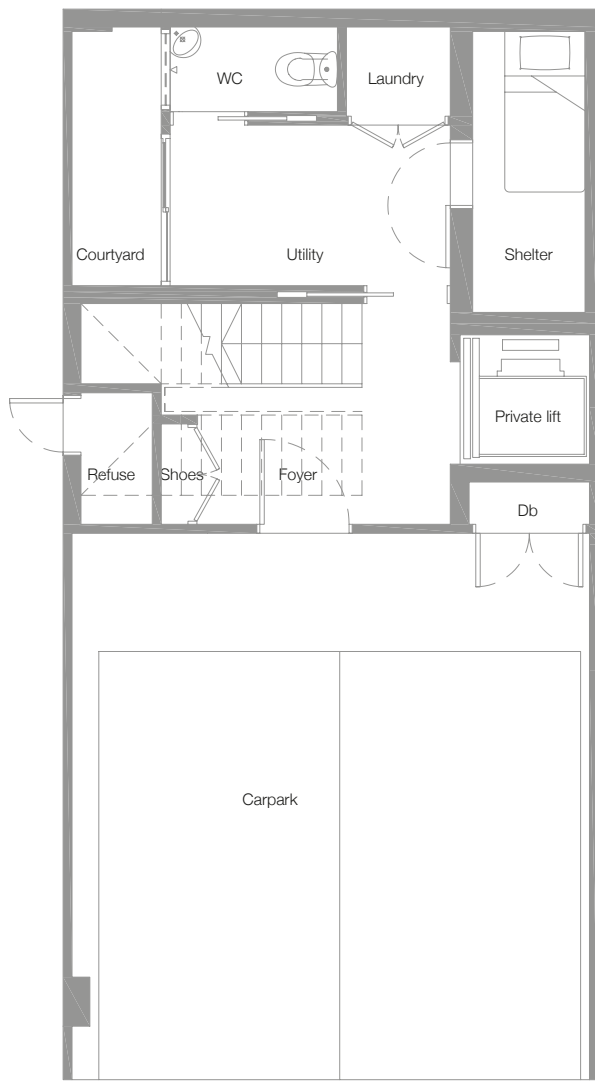 WC
Laundry
Courtyard
Utility
Shelter
Private lift
Refuse
Shoes
Foyer
Db
Carpark